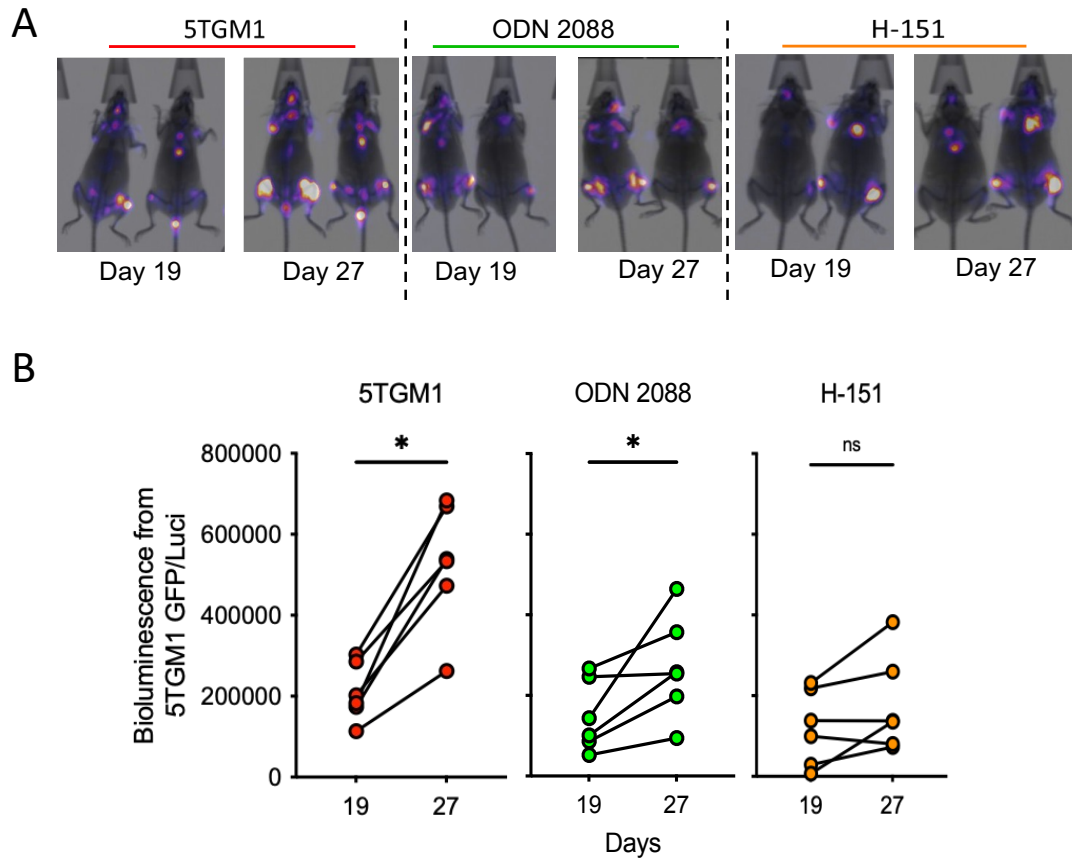 A
5TGM1
ODN 2088
H-151
Day 19
Day 27
Day 19
Day 27
Day 19
Day 27
B
5TGM1
ODN 2088
H-151
*
*
ns
Bioluminescence from
5TGM1 GFP/Luci
800000
600000
400000
200000
0
19
27
19
27
19
27
Days